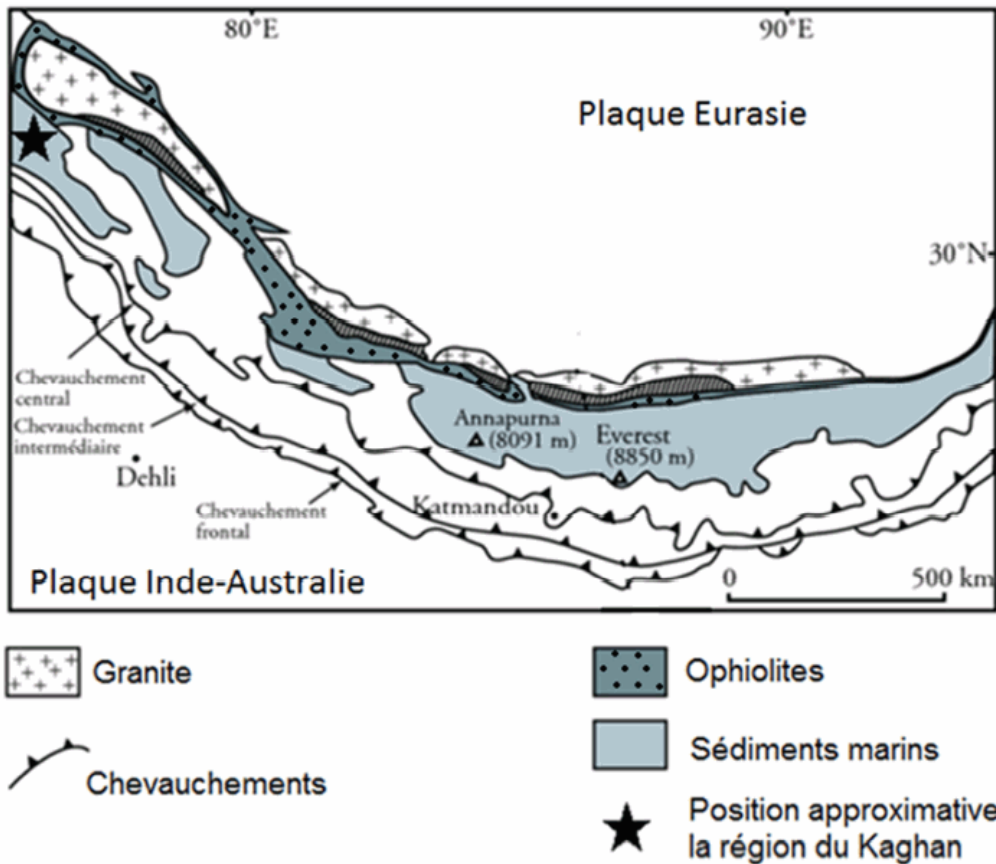 80°E
90°E
Plaque Eurasie
30°N
Chevauchement
central
Chevauchement
intermédiaire
Dehli
Annapurna
(8091 m)
Everest
(8850 m)
Chevauchement
frontal
Katmandou
Plaque Inde-Australie
0
500 km
Granite
Ophiolites
Sédiments marins
Chevauchements
Position approximative
la région du Kaghan